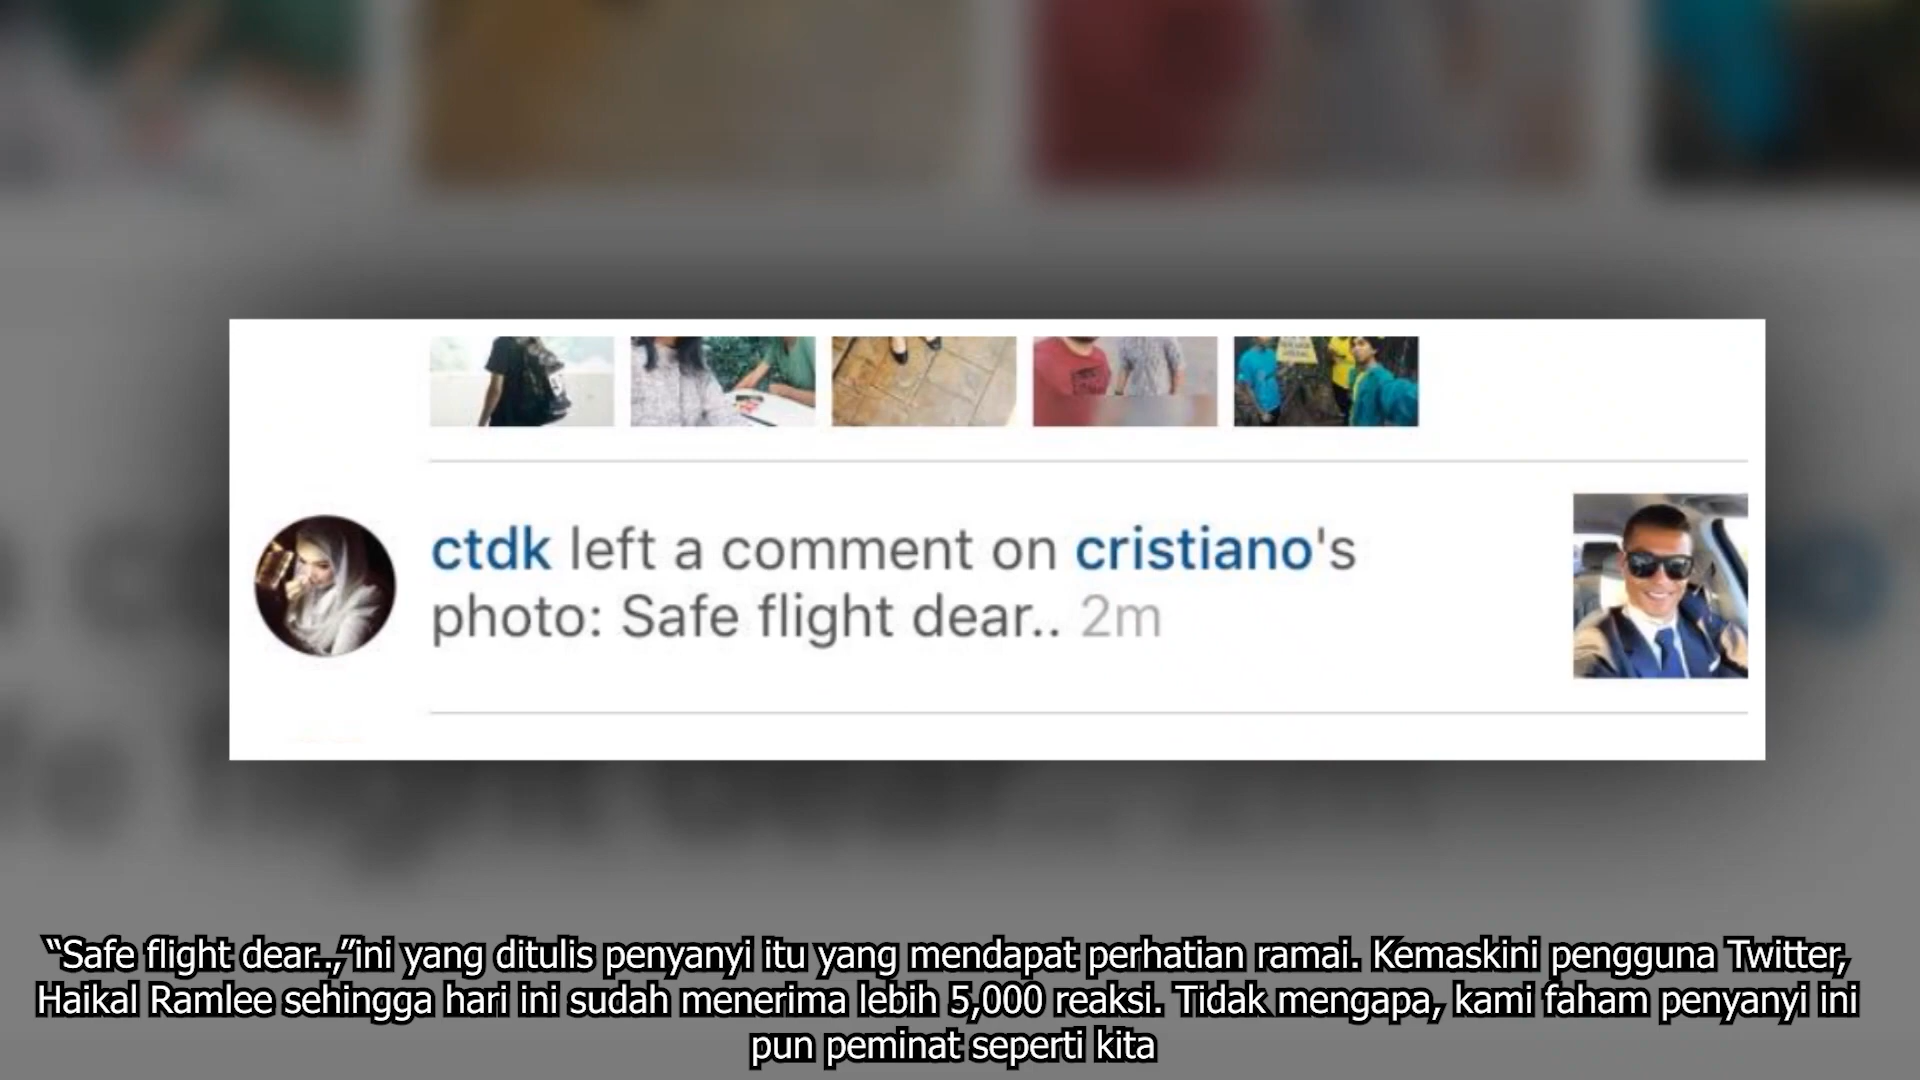 ctdk left a comment on cristiano's
photo: Safe flight dear.. 2m
“Safe flight dear..,”ini yang ditulis penyanyi itu yang mendapat perhatian ramai. Kemaskini pengguna Twitter,
Haikal Ramlee sehingga hari ini sudah menerima lebih 5,000 reaksi. Tidak mengapa, kami faham penyanyi ini
pun peminat seperti kita